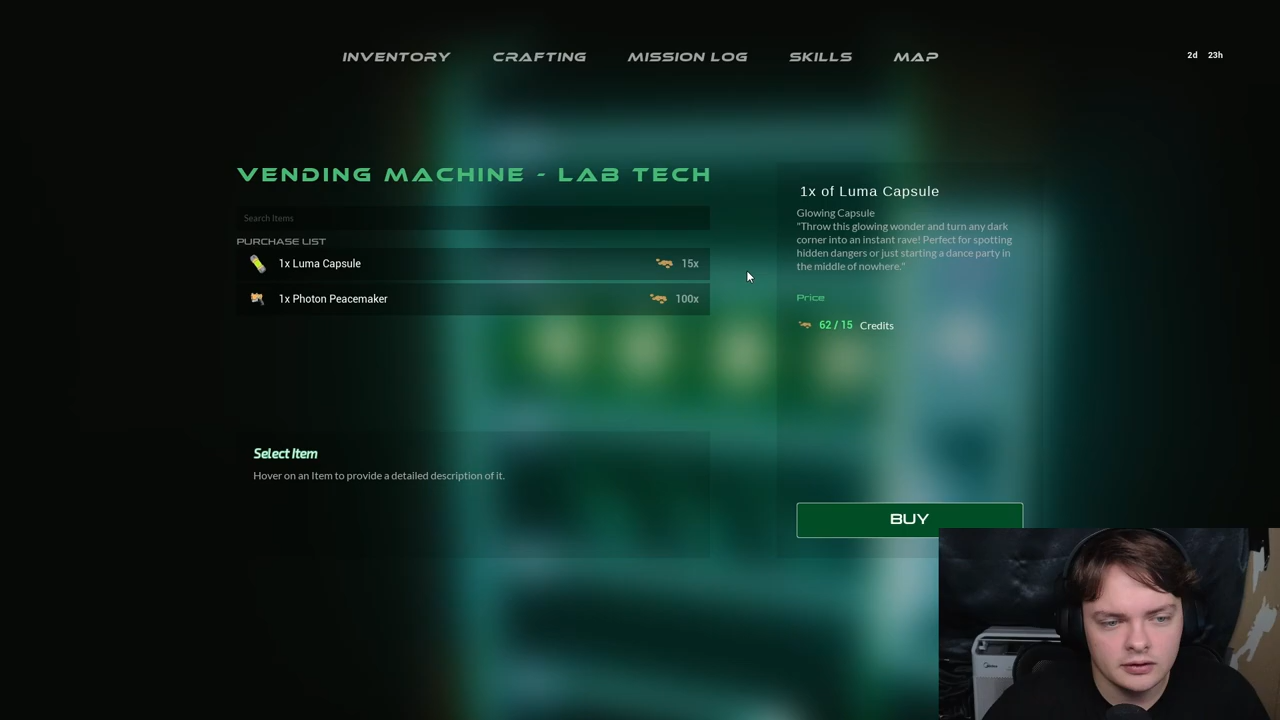 INVENTORY CRAFTING MISSION LOG SKILLS MAP 2d 23h
VENDING MACHINE - LAB TECH
Search Items
PURCHASE LIST
1x Luma Capsule 15x
1x Photon Peacemaker 100x
Select Item
Hover on an Item to provide a detailed description of it.
1x of Luma Capsule
Glowing Capsule
"Throw this glowing wonder and turn any dark
corner into an instant rave! Perfect for spotting
hidden dangers or just starting a dance party in
the middle of nowhere."
Price
62 / 15 Credits
BUY